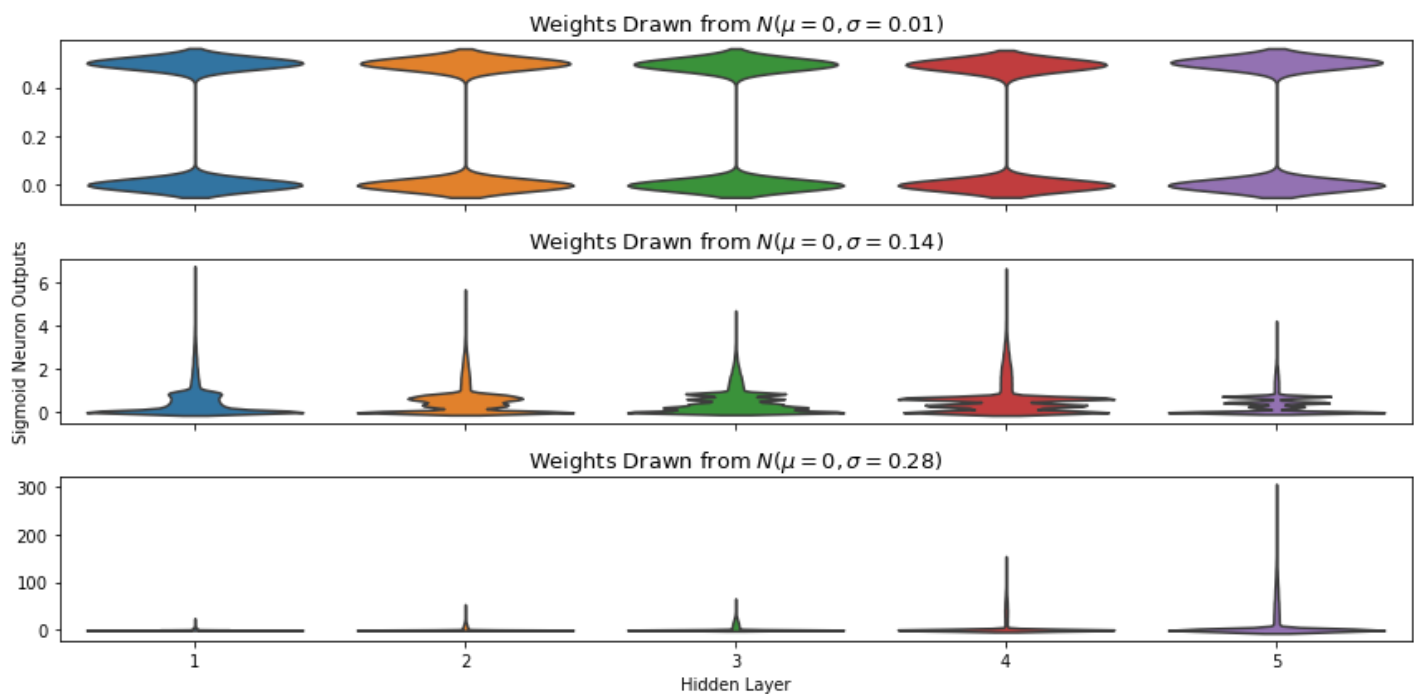 Weights Drawn from N(μ = 0, σ = 0.01)
0.4
0.2
0.0
Weights Drawn from N(μ = 0, σ = 0.14)
Sigmoid Neuron Outputs
6
4
2
0
Weights Drawn from N(μ = 0, σ = 0.28)
300
200
100
0
1 2 3 4 5
Hidden Layer